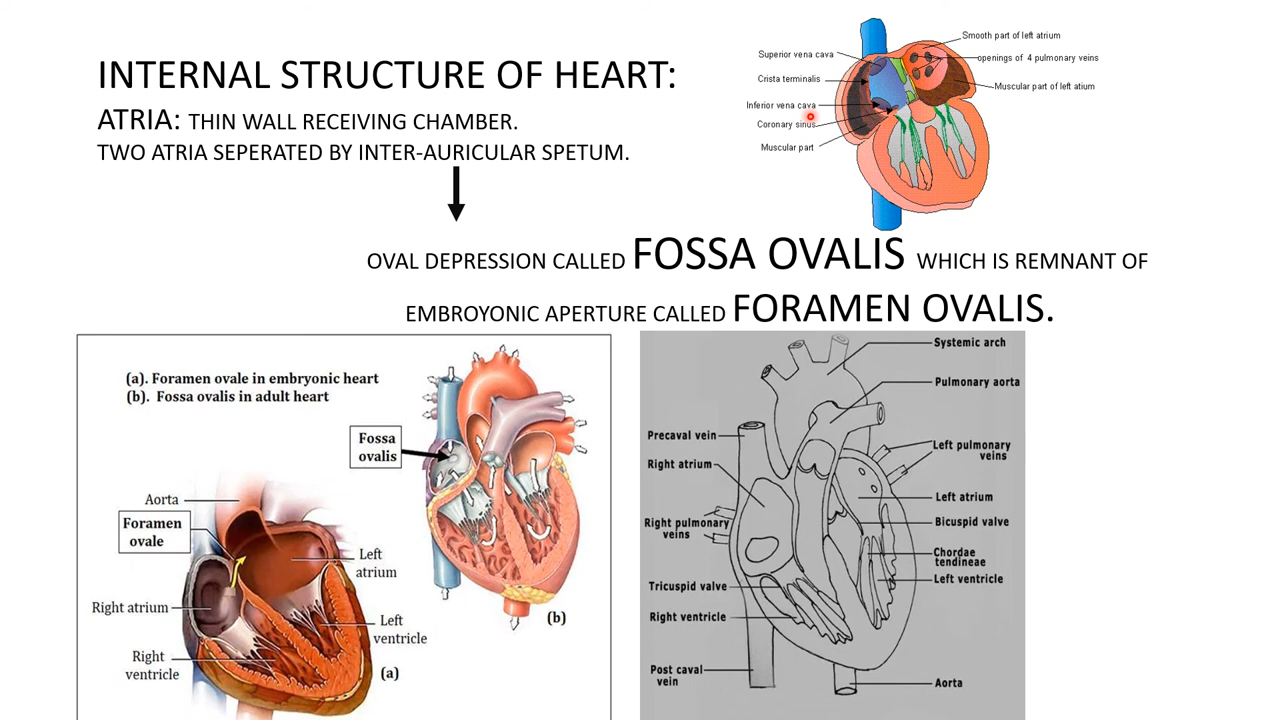 INTERNAL STRUCTURE OF HEART:
ATRIA: THIN WALL RECEIVING CHAMBER.
TWO ATRIA SEPERATED BY INTER-AURICULAR SPETUM.
Superior vena cava
Crista terminalis
Inferior vena cava
Coronary sinus
Muscular part
Smooth part of left atrium
openings of 4 pulmonary veins
Muscular part of left atium
OVAL DEPRESSION CALLED FOSSA OVALIS WHICH IS REMNANT OF
EMBROYONIC APERTURE CALLED FORAMEN OVALIS.
(a). Foramen ovale in embryonic heart
(b). Fossa ovalis in adult heart
Fossa
ovalis
Aorta
Foramen
ovale
Left
atrium
Right atrium
Left
ventricle
Right
ventricle
(a)
(b)
Systemic arch
Pulmonary aorta
Precaval vein
Left pulmonary
veins
Right atrium
Left atrium
Right pulmonary
veins
Bicuspid valve
Chordae
tendineae
Left ventricle
Tricuspid valve
Right ventricle
Post caval
vein
Aorta